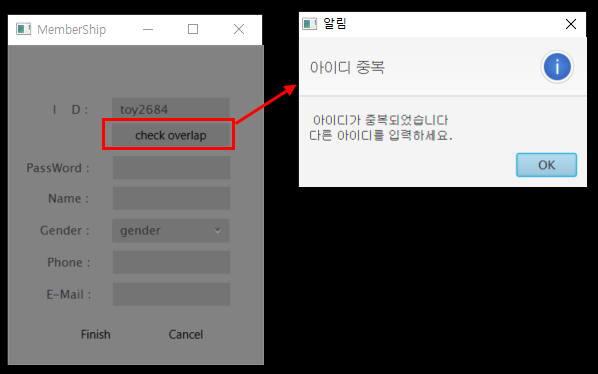 MemberShip
I D :
toy2684
check overlap
PassWord :
Name :
Gender :
gender
Phone :
E-Mail :
Finish
Cancel
알림
아이디 중복
아이디가 중복되었습니다
다른 아이디를 입력하세요.
OK